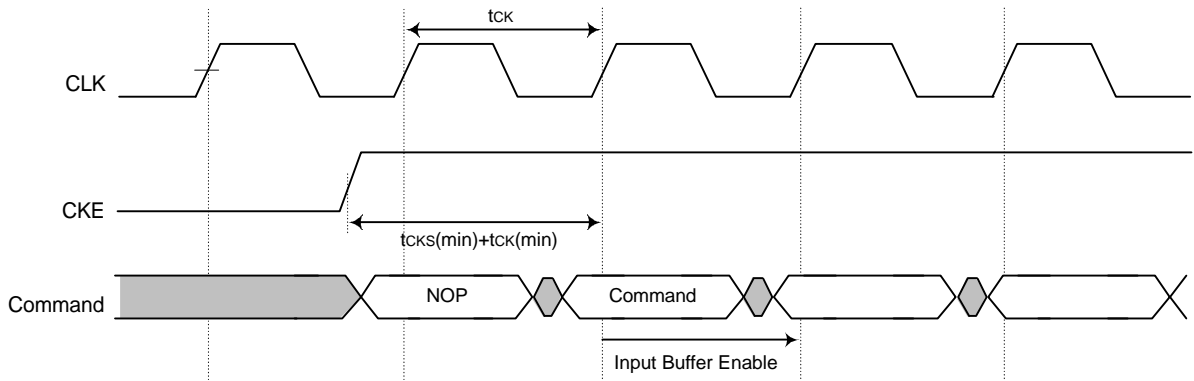 tCK
CLK
CKE
tCKS(min)+tCK(min)
Command NOP Command
Input Buffer Enable